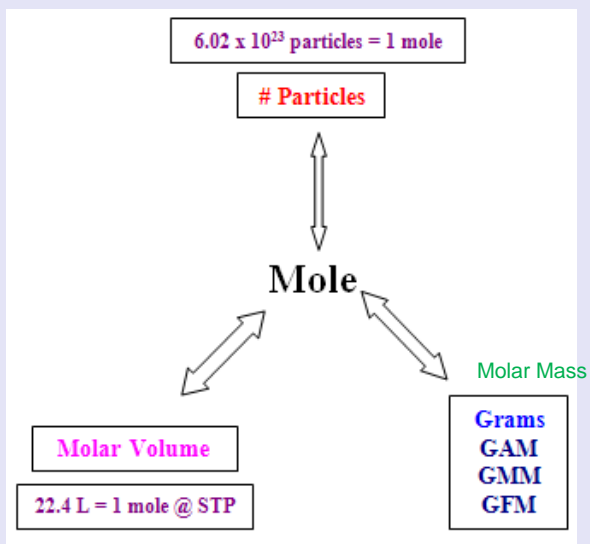 6.02 x 10²³ particles = 1 mole
# Particles
Mole
Molar Mass
Molar Volume
22.4 L = 1 mole @ STP
Grams
GAM
GMM
GFM